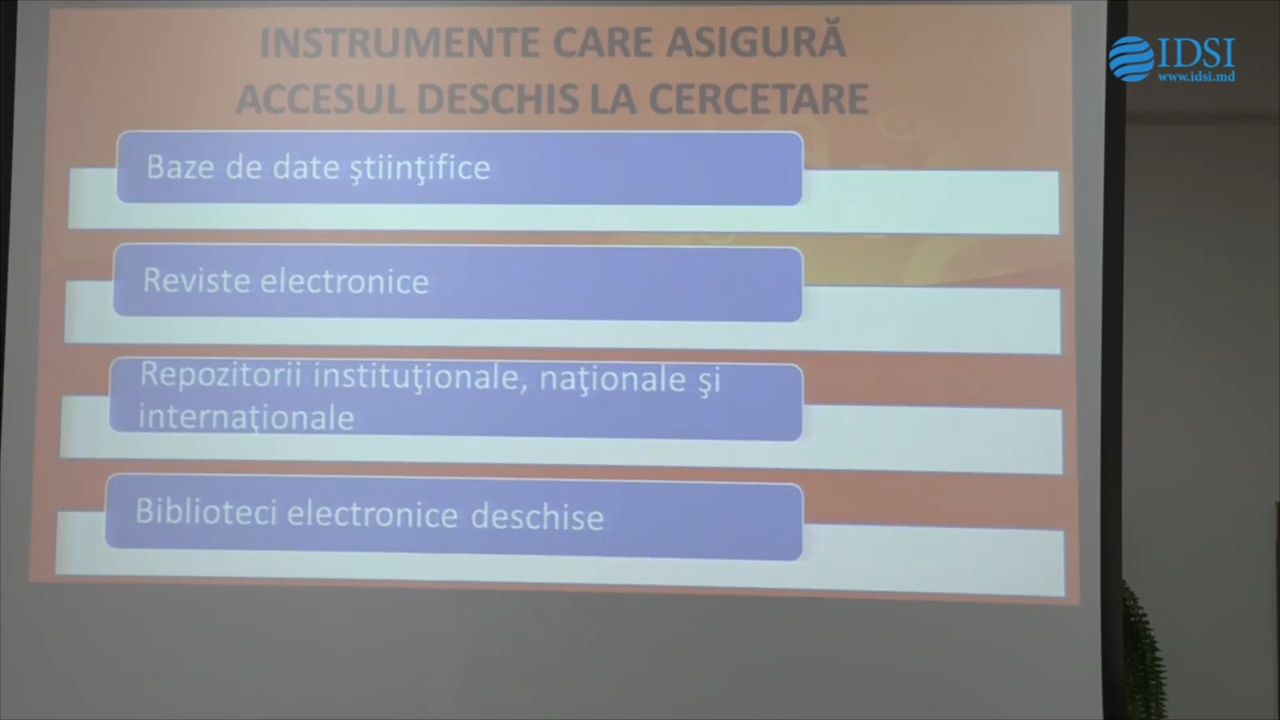 INSTRUMENTE CARE ASIGURĂ
ACCESUL DESCHIS LA CERCETARE
Baze de date ştiinţifice
Reviste electronice
Repozitorii instituţionale, naţionale şi
internaţionale
Biblioteci electronice deschise
IDSI
www.idsi.md